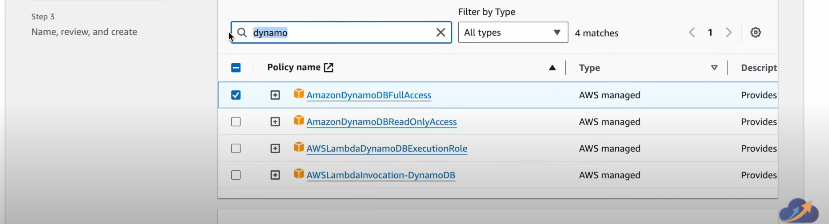 Step 3
Name, review, and create
Filter by Type
dynamo
All types
4 matches
1
Policy name
Type
Descript
AmazonDynamoDBFullAccess
AWS managed
Provides
AmazonDynamoDBReadOnlyAccess
AWS managed
Provides
AWSLambdaDynamoDBExecutionRole
AWS managed
Provides
AWSLambdaInvocation-DynamoDB
AWS managed
Provides